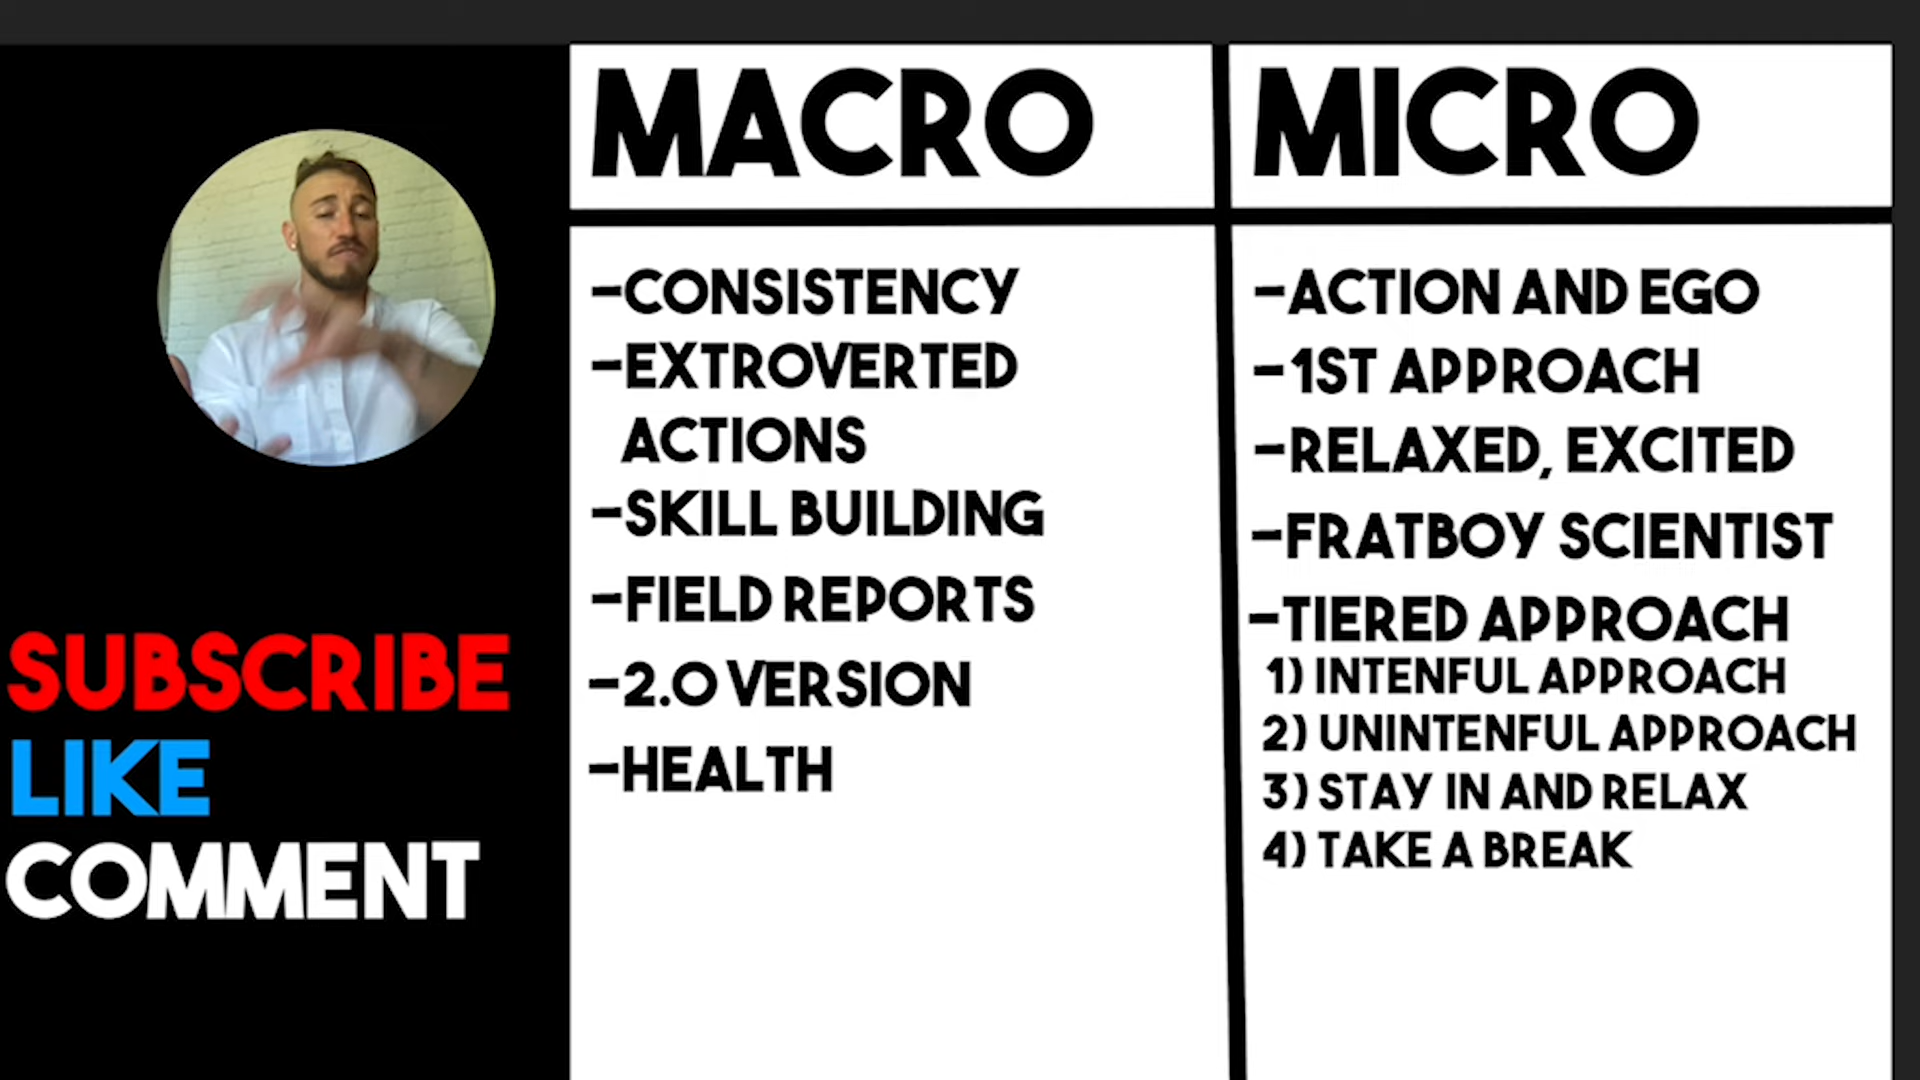 MACRO
MICRO
-CONSISTENCY
-EXTROVERTED
ACTIONS
-SKILL BUILDING
-FIELD REPORTS
-2.0 VERSION
-HEALTH
-ACTION AND EGO
-1ST APPROACH
-RELAXED, EXCITED
-FRATBOY SCIENTIST
-TIERED APPROACH
1) INTENFUL APPROACH
2) UNINTENFUL APPROACH
3) STAY IN AND RELAX
4) TAKE A BREAK
SUBSCRIBE
LIKE
COMMENT